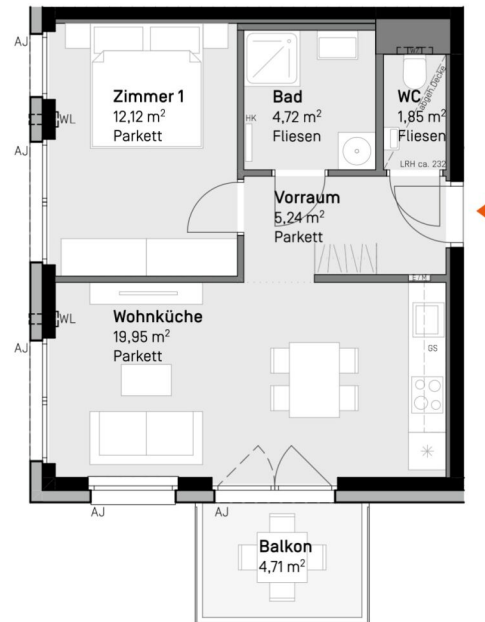 AJ
Zimmer 1
12,12 m²
Parkett
WL
AJ
HK
Bad
4,72 m²
Fliesen
WC
1,85 m²
Fliesen
abgeh. Decke
LRH ca. 232
Vorraum
5,24 m²
Parkett
E/M
WL
AJ
Wohnküche
19,95 m²
Parkett
GS
AJ
AJ
Balkon
4,71 m²